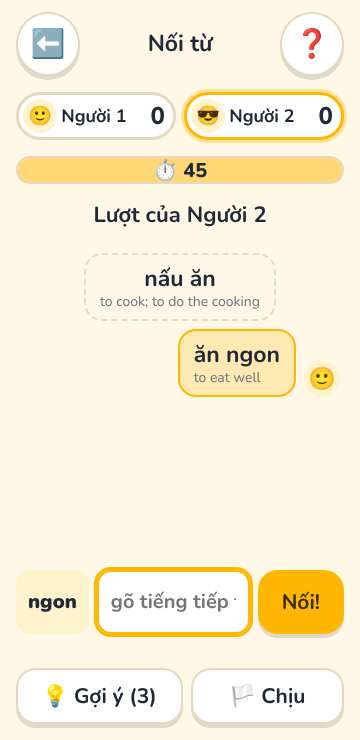 Nối từ
Người 1 0
Người 2 0
45
Lượt của Người 2
nấu ăn
to cook; to do the cooking
ăn ngon
to eat well
ngon
gõ tiếng tiếp
Nối!
Gợi ý (3)
Chịu